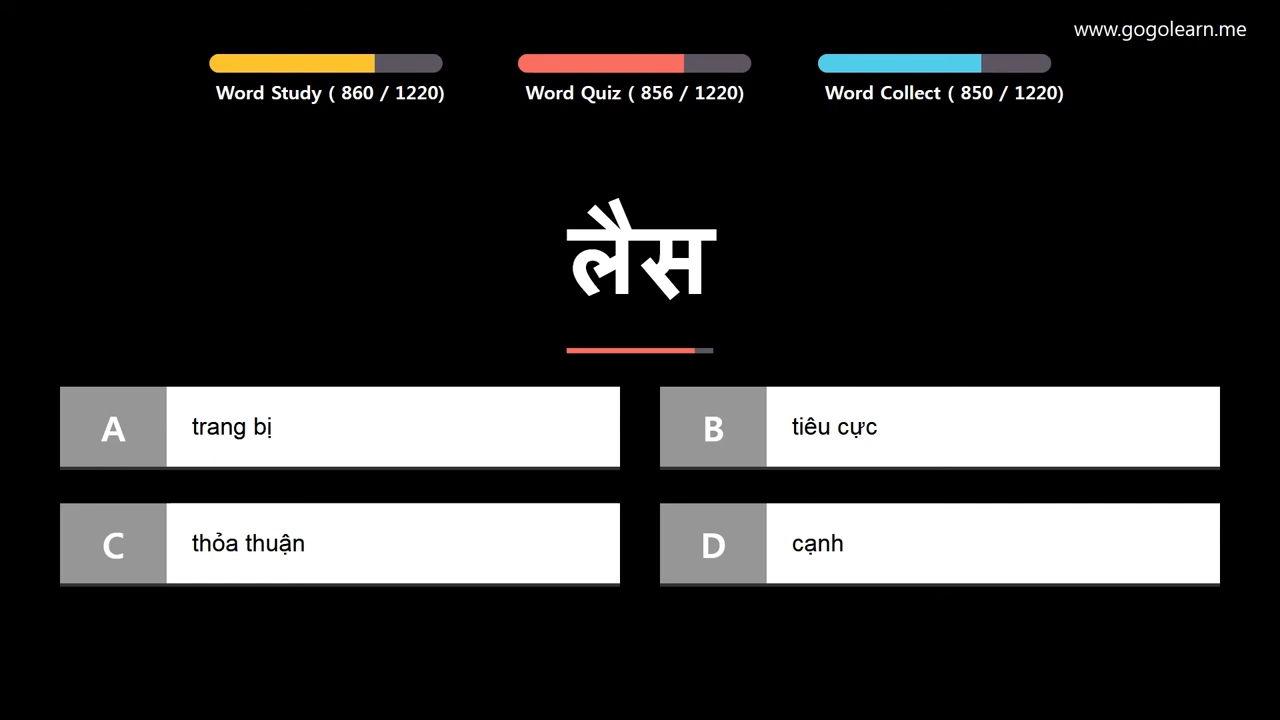 www.gogolearn.me
Word Study ( 860 / 1220)
Word Quiz ( 856 / 1220)
Word Collect ( 850 / 1220)
लैस
A
trang bị
B
tiêu cực
C
thỏa thuận
D
cạnh